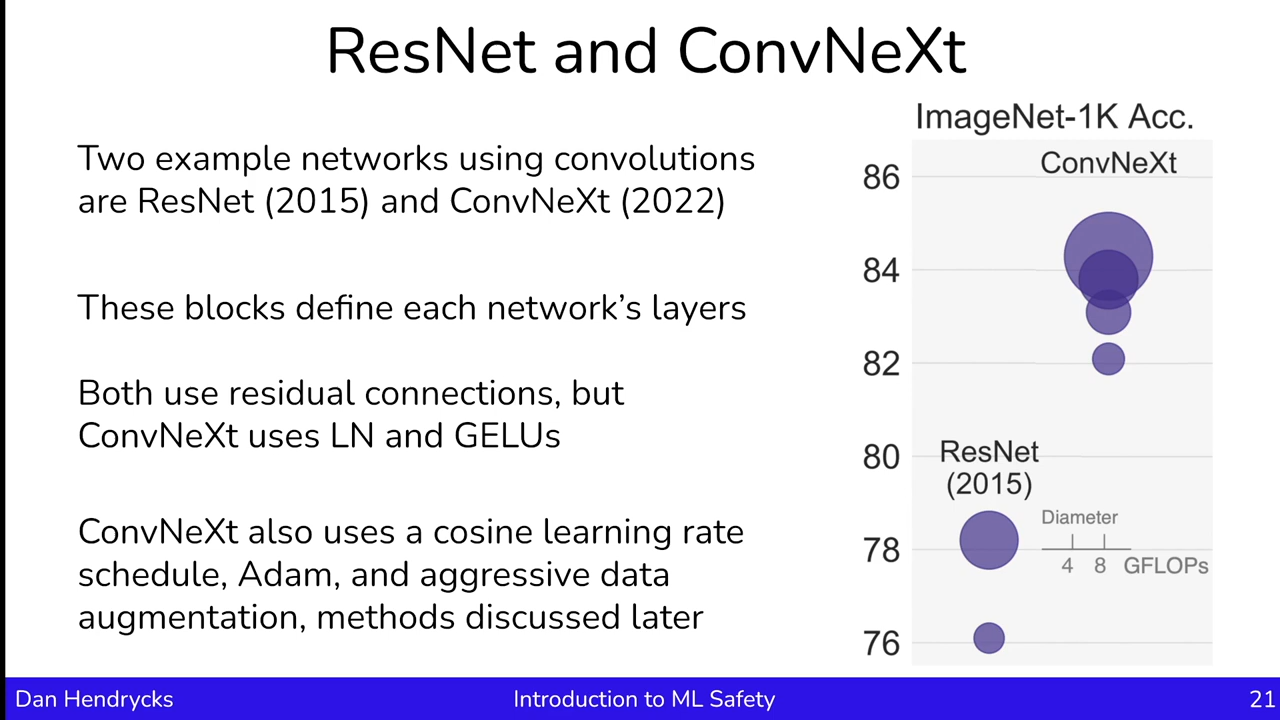 ResNet and ConvNeXt
Two example networks using convolutions
are ResNet (2015) and ConvNeXt (2022)
These blocks define each network’s layers
Both use residual connections, but
ConvNeXt uses LN and GELUs
ConvNeXt also uses a cosine learning rate
schedule, Adam, and aggressive data
augmentation, methods discussed later
ImageNet-1K Acc.
ConvNeXt
86
84
82
80
78
76
ResNet
(2015)
Diameter
4 8 GFLOPs
Dan Hendrycks
Introduction to ML Safety
21